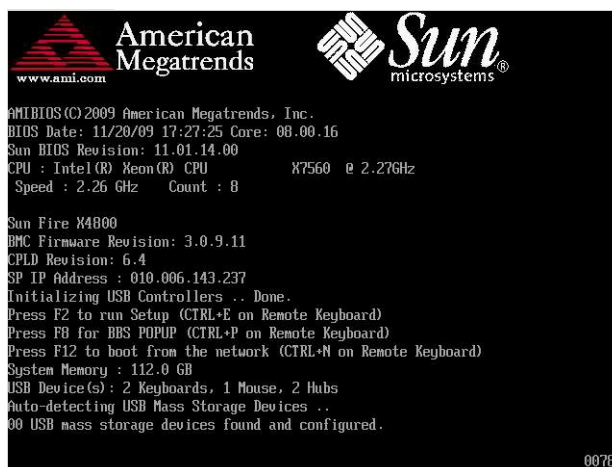 American
Megatrends
www.ami.com
Sun
microsystems
®
AMIBIOS(C)2009 American Megatrends, Inc.
BIOS Date: 11/20/09 17:27:25 Core: 08.00.16
Sun BIOS Revision: 11.01.14.00
CPU : Intel(R) Xeon(R) CPU X7560 @ 2.27GHz
Speed : 2.26 GHz Count : 8
Sun Fire X4800
BMC Firmware Revision: 3.0.9.11
CPLD Revision: 6.4
SP IP Address : 010.006.143.237
Initializing USB Controllers .. Done.
Press F2 to run Setup (CTRL+E on Remote Keyboard)
Press F8 for BBS POPUP (CTRL+P on Remote Keyboard)
Press F12 to boot from the network (CTRL+N on Remote Keyboard)
System Memory : 112.0 GB
USB Device(s): 2 Keyboards, 1 Mouse, 2 Hubs
Auto-detecting USB Mass Storage Devices ..
00 USB mass storage devices found and configured.
0078